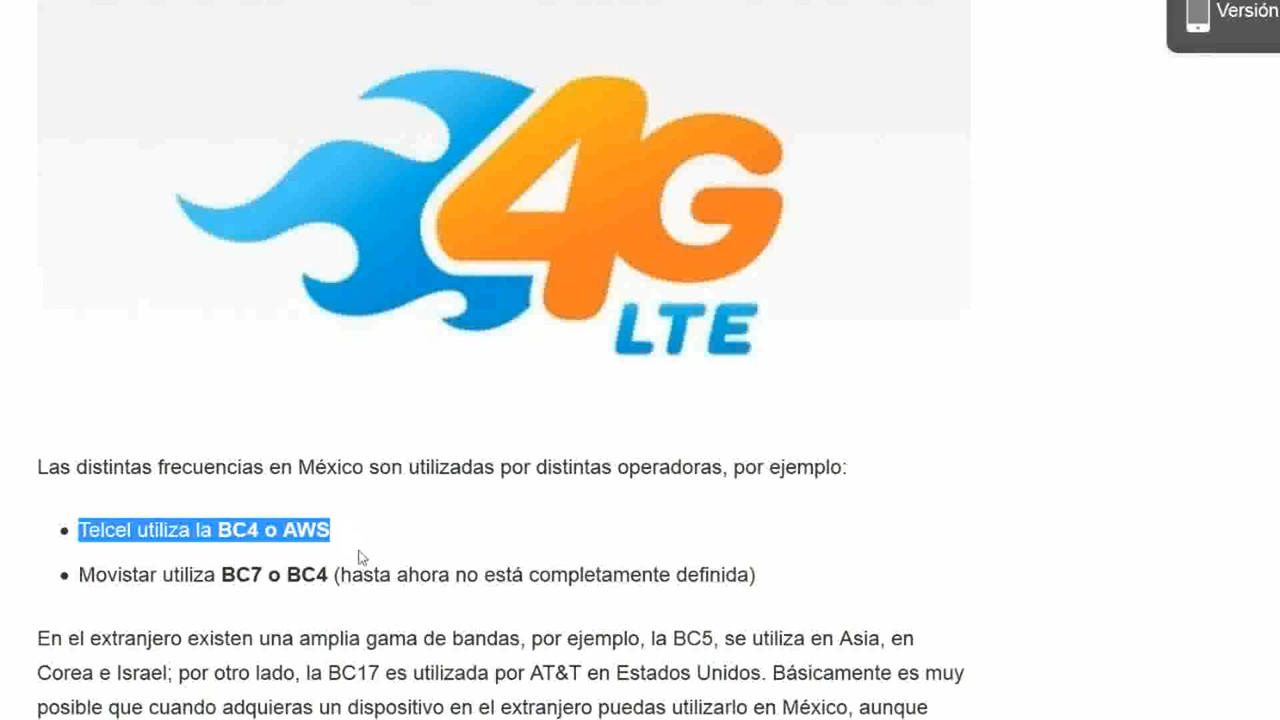 Versión
4G
LTE
Las distintas frecuencias en México son utilizadas por distintas operadoras, por ejemplo:
• Telcel utiliza la BC4 o AWS
• Movistar utiliza BC7 o BC4 (hasta ahora no está completamente definida)
En el extranjero existen una amplia gama de bandas, por ejemplo, la BC5, se utiliza en Asia, en
Corea e Israel; por otro lado, la BC17 es utilizada por AT&T en Estados Unidos. Básicamente es muy
posible que cuando adquieras un dispositivo en el extranjero puedas utilizarlo en México, aunque